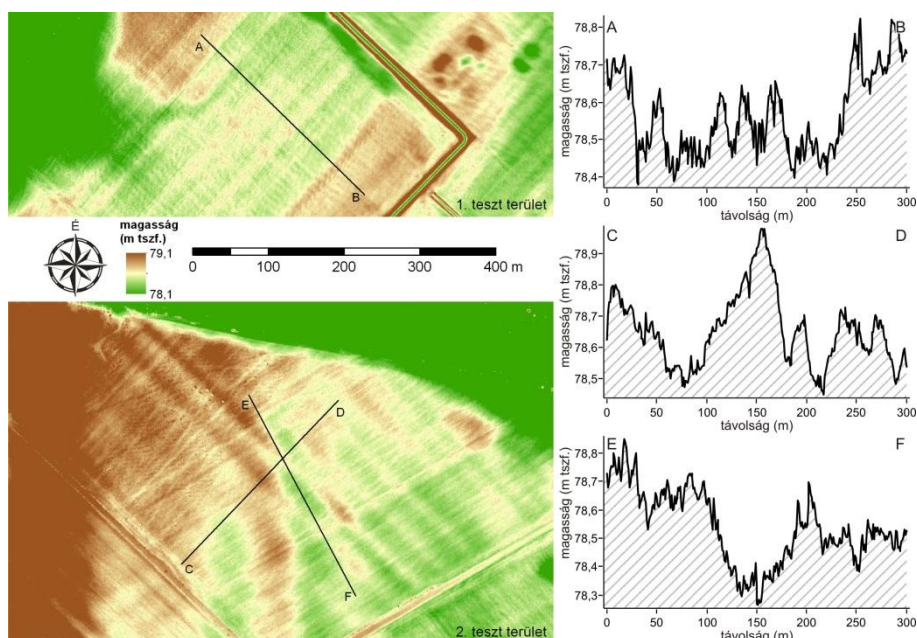 A
B
1. teszt terület
É
magasság
(m tszf.)
79,1
78,1
0 100 200 300 400 m
E
D
C
F
2. teszt terület
A B
magasság (m tszf.)
78,8
78,7
78,6
78,5
78,4
0 50 100 150 200 250 300
távolság (m)
C D
magasság (m tszf.)
78,9
78,8
78,7
78,6
78,5
0 50 100 150 200 250 300
távolság (m)
E F
magasság (m tszf.)
78,8
78,7
78,6
78,5
78,4
78,3
0 50 100 150 200 250 300
távolság (m)